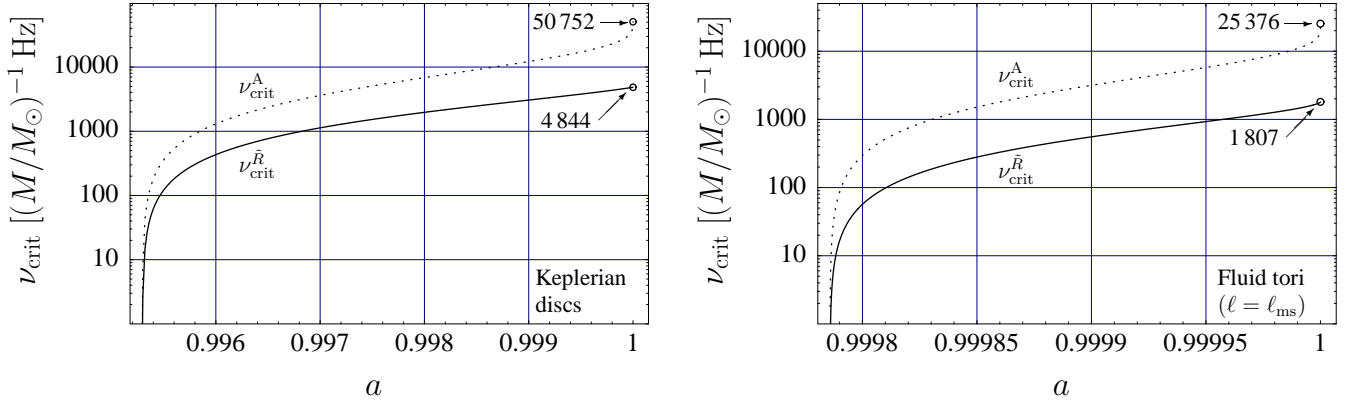 ν_crit [(M/M_⊙)^−1 Hz]
10000
1000
100
10
50 752
ν^A_crit
4 844
ν^R̃_crit
Keplerian
discs
0.996 0.997 0.998 0.999 1
a
ν_crit [(M/M_⊙)^−1 Hz]
10000
1000
100
10
25 376
ν^A_crit
1 807
ν^R̃_crit
Fluid tori
(ℓ = ℓ_ms)
0.9998 0.99985 0.9999 0.99995 1
a